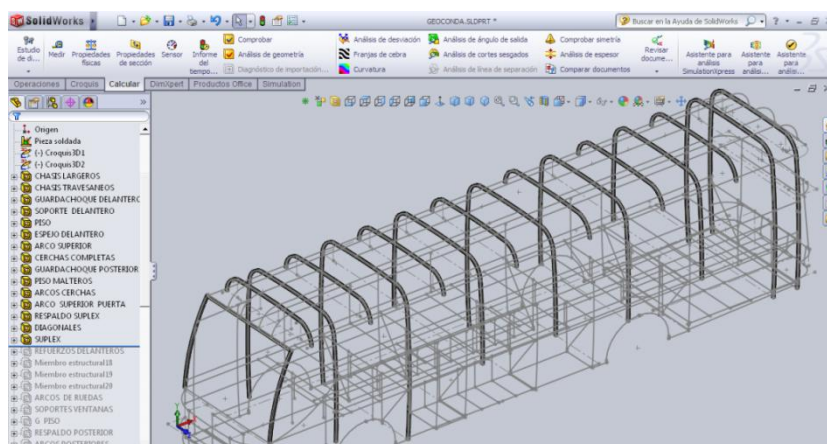 SolidWorks
GEOCONDA.SLDPRT *
Buscar en la Ayuda de SolidWorks
Estudio de di...
Medir
Propiedades físicas
Propiedades de sección
Sensor
Informe del tiempo...
Comprobar
Análisis de geometría
Diagnóstico de importación...
Análisis de desviación
Franjas de cebra
Curvatura
Análisis de ángulo de salida
Análisis de cortes sesgados
Análisis de línea de separación
Comprobar simetría
Análisis de espesor
Comparar documentos
Revisar docume...
Asistente para análisis SimulationXpress
Asistente para análisi...
Asistente para análisi...
Operaciones Croquis Calcular DimXpert Productos Office Simulation
Origen
Pieza soldada
(-) Croquis3D1
(-) Croquis3D2
CHASIS LARGEROS
CHASIS TRAVESANEOS
GUARDACHOQUE DELANTERO
SOPORTE DELANTERO
PISO
ESPEJO DELANTERO
ARCO SUPERIOR
CERCHAS COMPLETAS
GUARDACHOQUE POSTERIOR
PISO MALTEROS
ARCOS CERCHAS
ARCO SUPERIOR PUERTA
RESPALDO SUPLEX
DIAGONALES
SUPLEX
REFUERZOS DELANTEROS
Miembro estructural18
Miembro estructural19
Miembro estructural20
ARCOS DE RUEDAS
SOPORTES VENTANAS
G PISO
RESPALDO POSTERIOR
ARCOS POSTERIORES